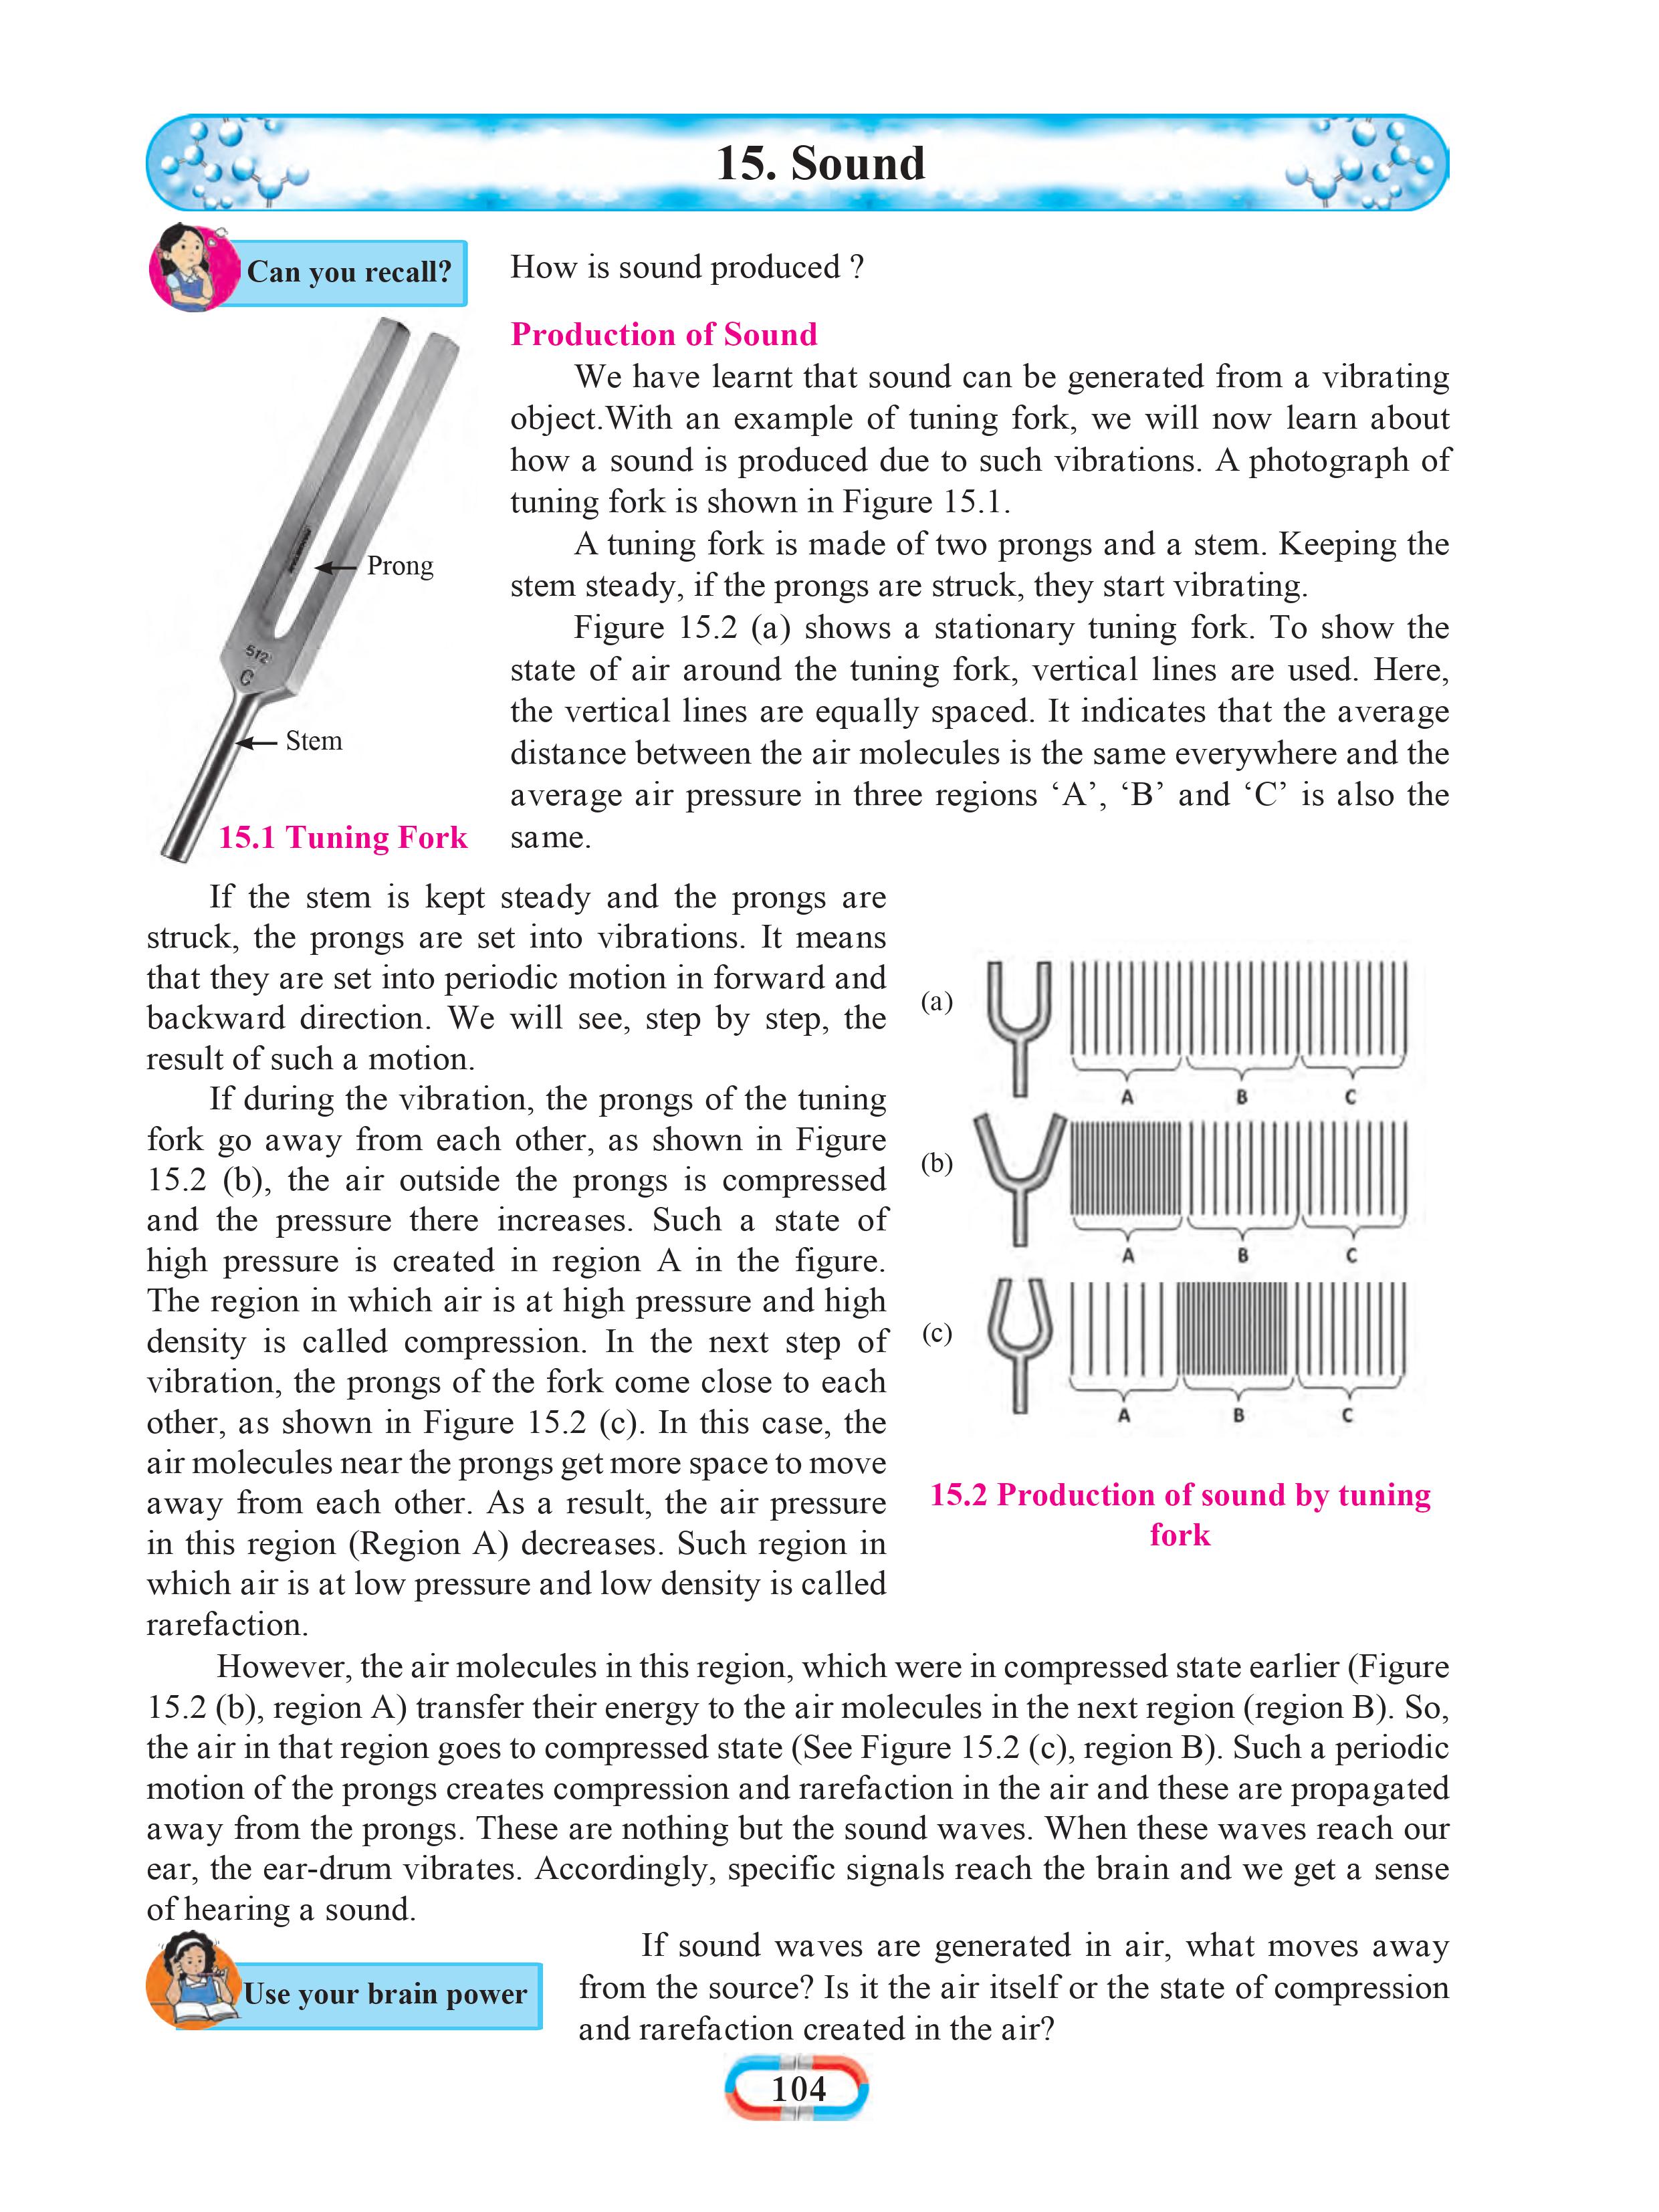 15. Sound
Can you recall?
How is sound produced ?
Production of Sound
We have learnt that sound can be generated from a vibrating
object.With an example of tuning fork, we will now learn about
how a sound is produced due to such vibrations. A photograph of
tuning fork is shown in Figure 15.1.
A tuning fork is made of two prongs and a stem. Keeping the
stem steady, if the prongs are struck, they start vibrating.
Figure 15.2 (a) shows a stationary tuning fork. To show the
state of air around the tuning fork, vertical lines are used. Here,
the vertical lines are equally spaced. It indicates that the average
distance between the air molecules is the same everywhere and the
average air pressure in three regions ‘A’, ‘B’ and ‘C’ is also the
same.
Prong
512
C
Stem
15.1 Tuning Fork
If the stem is kept steady and the prongs are
struck, the prongs are set into vibrations. It means
that they are set into periodic motion in forward and
backward direction. We will see, step by step, the
result of such a motion.
If during the vibration, the prongs of the tuning
fork go away from each other, as shown in Figure
15.2 (b), the air outside the prongs is compressed
and the pressure there increases. Such a state of
high pressure is created in region A in the figure.
The region in which air is at high pressure and high
density is called compression. In the next step of
vibration, the prongs of the fork come close to each
other, as shown in Figure 15.2 (c). In this case, the
air molecules near the prongs get more space to move
away from each other. As a result, the air pressure
in this region (Region A) decreases. Such region in
which air is at low pressure and low density is called
rarefaction.
(a)
A B C
(b)
A B C
(c)
A B C
15.2 Production of sound by tuning
fork
However, the air molecules in this region, which were in compressed state earlier (Figure
15.2 (b), region A) transfer their energy to the air molecules in the next region (region B). So,
the air in that region goes to compressed state (See Figure 15.2 (c), region B). Such a periodic
motion of the prongs creates compression and rarefaction in the air and these are propagated
away from the prongs. These are nothing but the sound waves. When these waves reach our
ear, the ear-drum vibrates. Accordingly, specific signals reach the brain and we get a sense
of hearing a sound.
Use your brain power
If sound waves are generated in air, what moves away
from the source? Is it the air itself or the state of compression
and rarefaction created in the air?
104